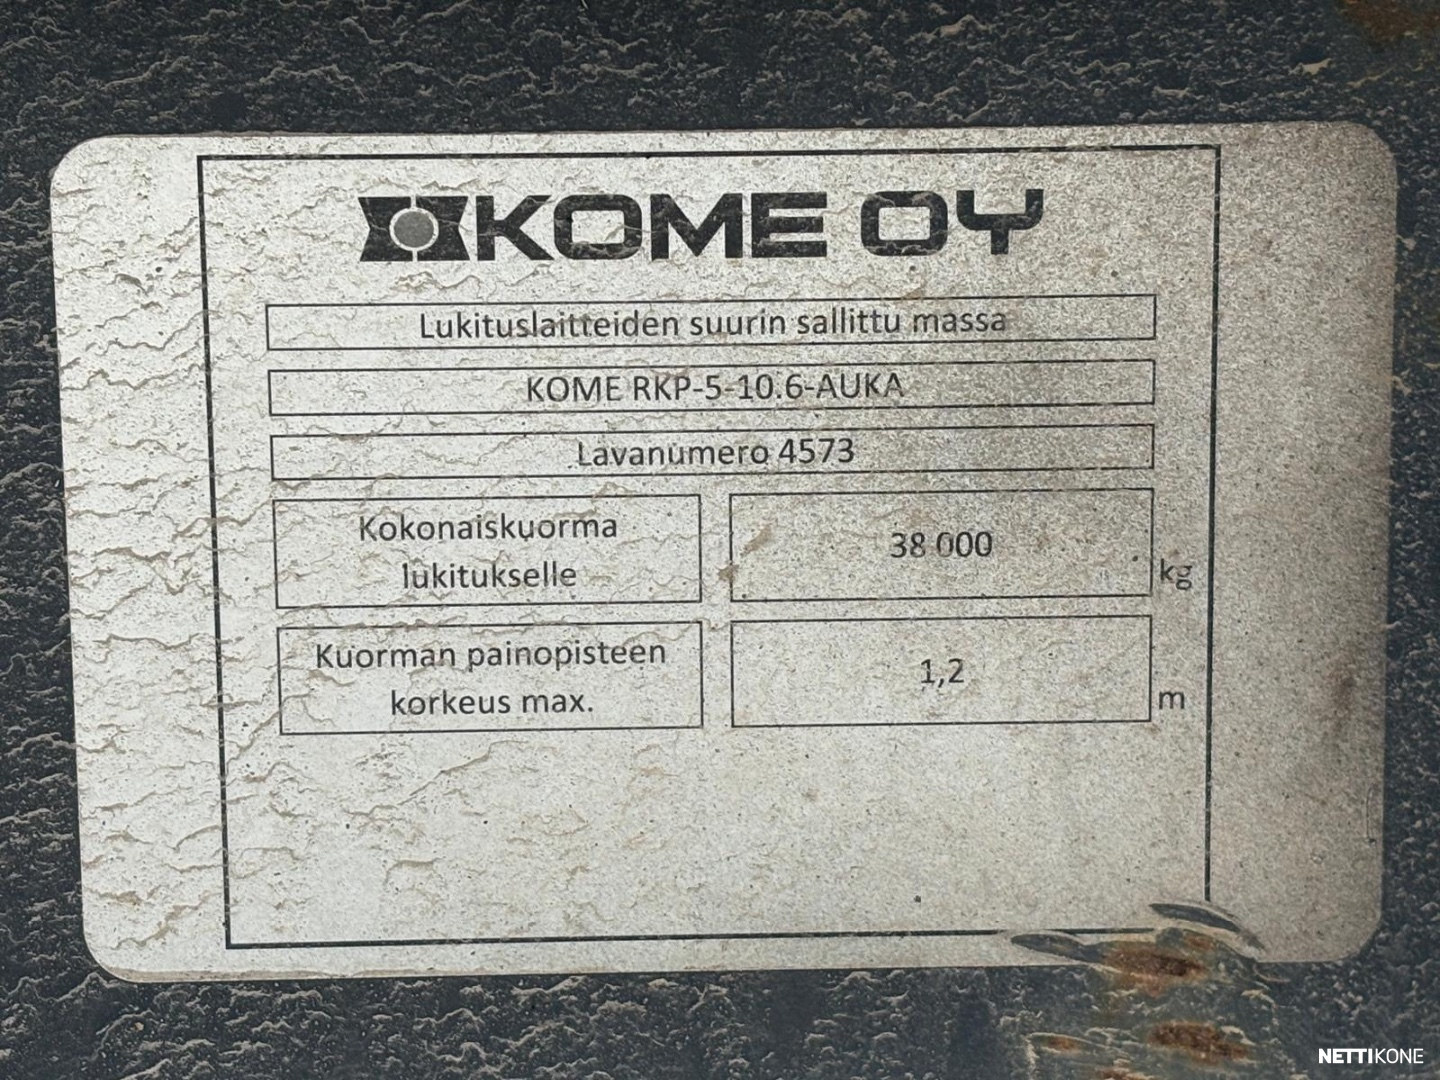 KOME OY
Lukituslaitteiden suurin sallittu massa
KOME RKP-5-10.6-AUKA
Lavanumero 4573
Kokonaiskuorma
lukitukselle
38 000
kg
Kuorman painopisteen
korkeus max.
1,2
m
NETTIKONE